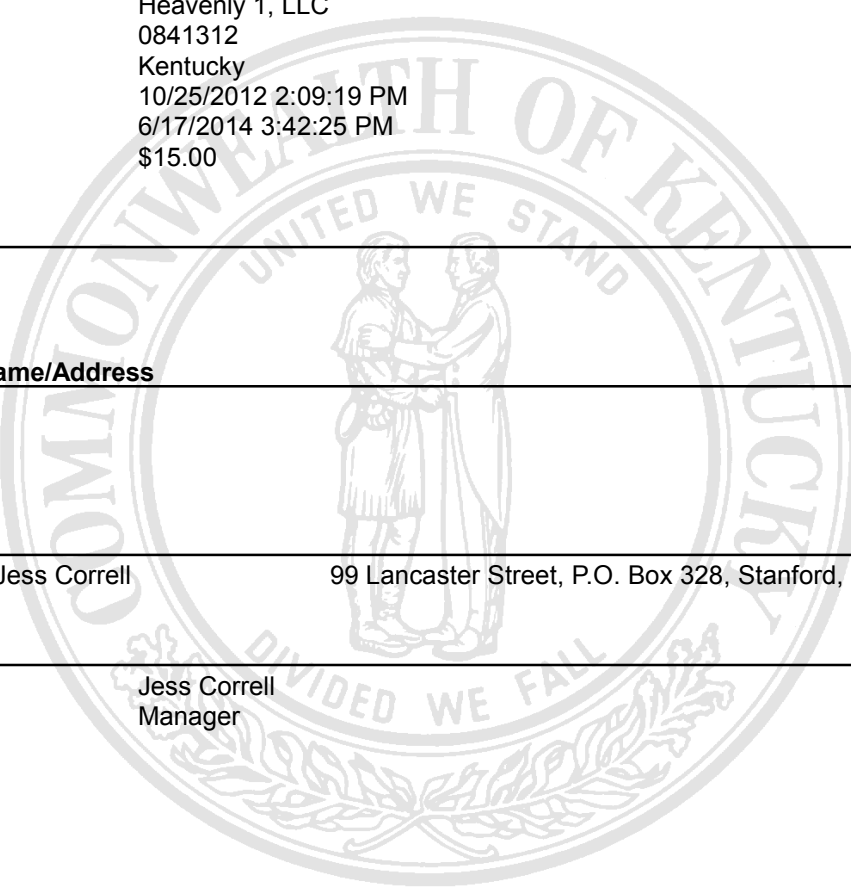 Heavenly 1, LLC
0841312
Kentucky
10/25/2012 2:09:19 PM
6/17/2014 3:42:25 PM
$15.00
COMMONWEALTH OF KENTUCKY
UNITED WE STAND
ame/Address
Jess Correll 99 Lancaster Street, P.O. Box 328, Stanford,
DIVIDED WE FALL
Jess Correll
Manager